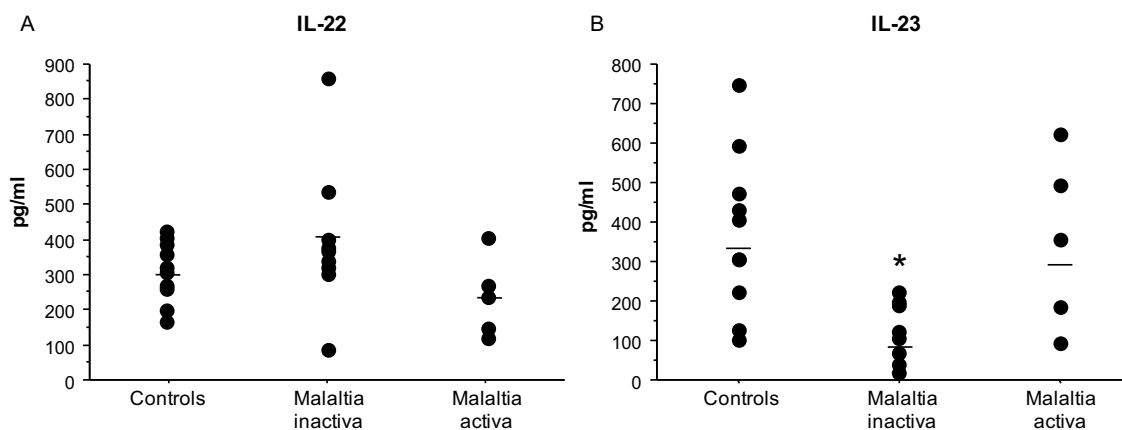 A
IL-22
pg/ml
900
800
700
600
500
400
300
200
100
0
Controls
Malaltia
inactiva
Malaltia
activa
B
IL-23
pg/ml
800
700
600
500
400
300
200
100
0
*
Controls
Malaltia
inactiva
Malaltia
activa